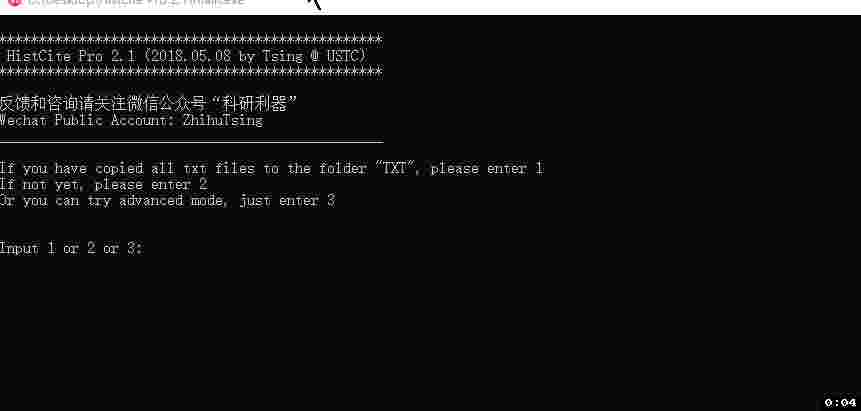 ***********************************************
HistCite Pro 2.1 (2018.05.08 by Tsing @ USTC)
***********************************************
反馈和咨询请关注微信公众号“科研利器”
Wechat Public Account: ZhihuTsing
If you have copied all txt files to the folder "TXT", please enter 1
If not yet, please enter 2
Or you can try advanced mode, just enter 3
Input 1 or 2 or 3:
0:04